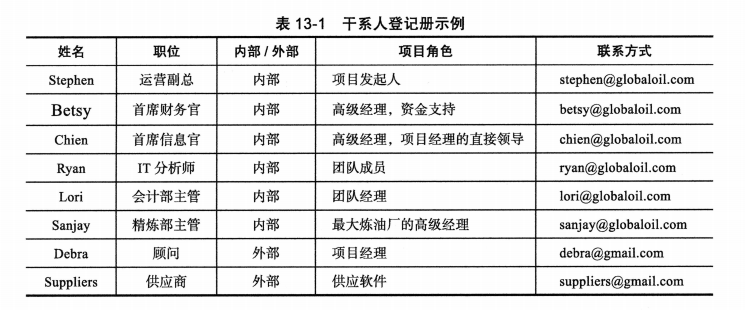 表 13-1 干系人登记册示例
姓名 职位 内部/外部 项目角色 联系方式
Stephen 运营副总 内部 项目发起人 stephen@globaloil.com
Betsy 首席财务官 内部 高级经理，资金支持 betsy@globaloil.com
Chien 首席信息官 内部 高级经理，项目经理的直接领导 chien@globaloil.com
Ryan IT 分析师 内部 团队成员 ryan@globaloil.com
Lori 会计部主管 内部 团队经理 lori@globaloil.com
Sanjay 精炼部主管 内部 最大炼油厂的高级经理 sanjay@globaloil.com
Debra 顾问 外部 项目经理 debra@gmail.com
Suppliers 供应商 外部 供应软件 suppliers@gmail.com